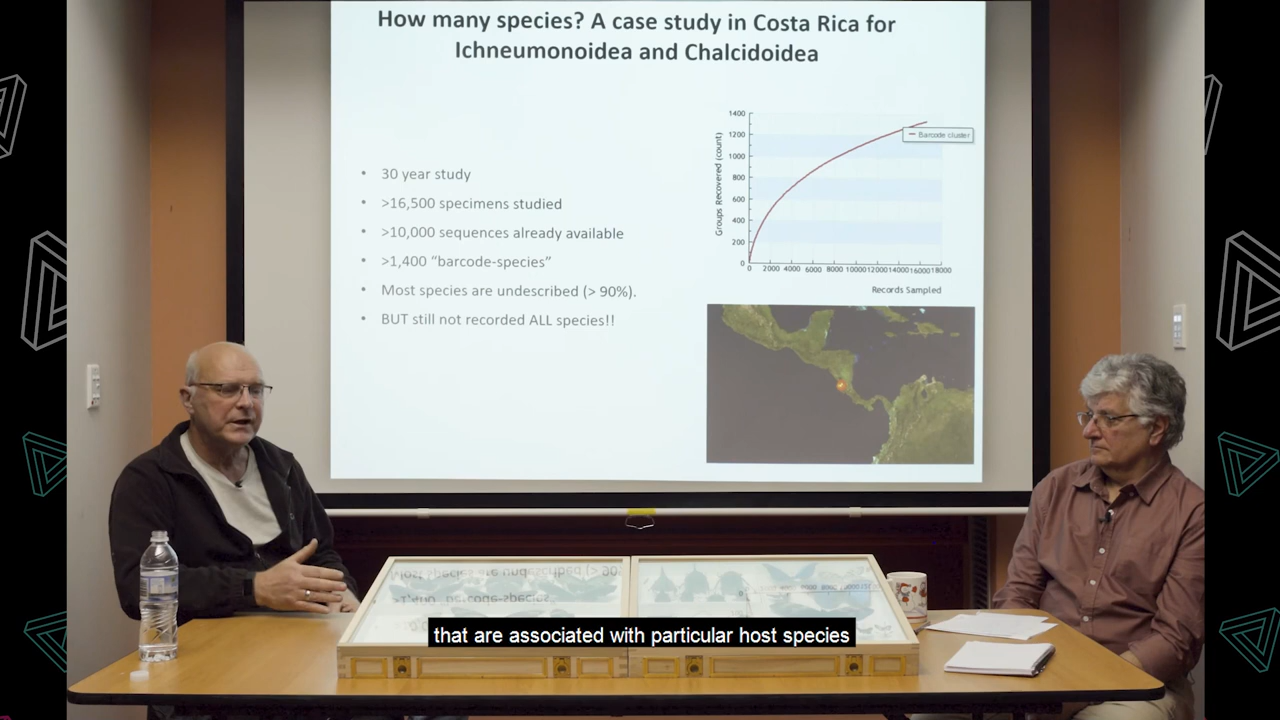 How many species? A case study in Costa Rica for
Ichneumonoidea and Chalcidoidea
• 30 year study
• >16,500 specimens studied
• >10,000 sequences already available
• >1,400 "barcode-species"
• Most species are undescribed (> 90%).
• BUT still not recorded ALL species!!
1400
1200
1000
800
600
400
200
0
Groups Recovered (count)
Barcode cluster
0 2000 4000 6000 8000 10000 12000 14000 16000 18000
Records Sampled
that are associated with particular host species